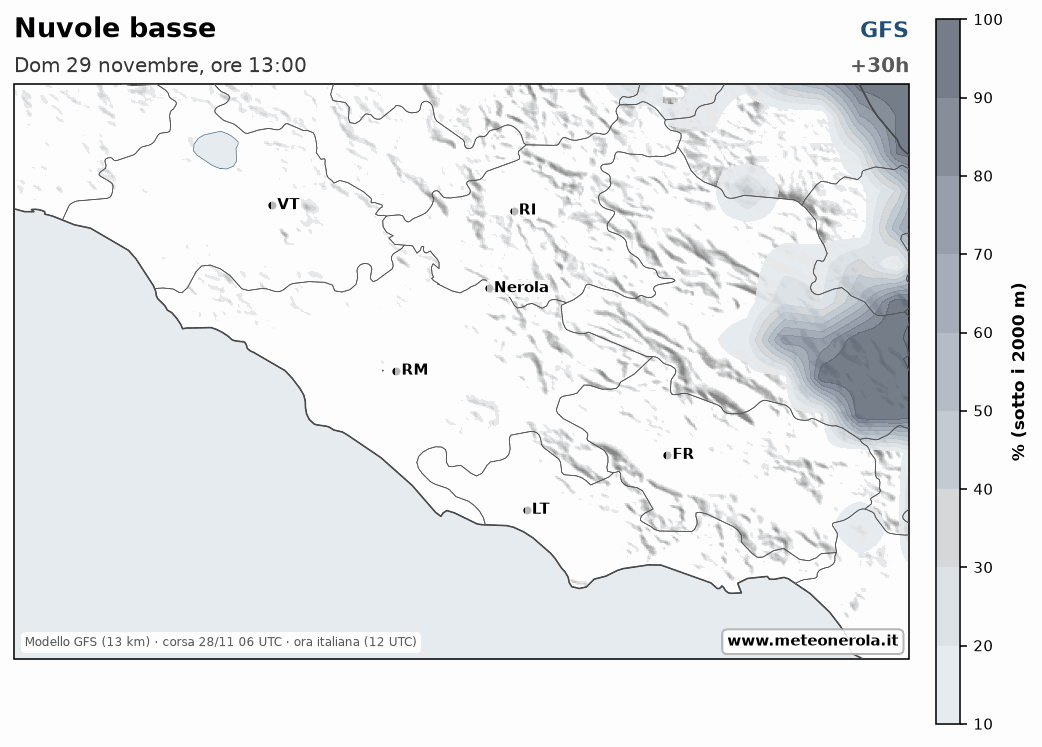 Nuvole basse
GFS
Dom 29 novembre, ore 13:00
+30h
VT
RI
Nerola
RM
FR
LT
Modello GFS (13 km) · corsa 28/11 06 UTC · ora italiana (12 UTC)
www.meteonerola.it
100
90
80
70
60
50
40
30
20
10
% (sotto i 2000 m)